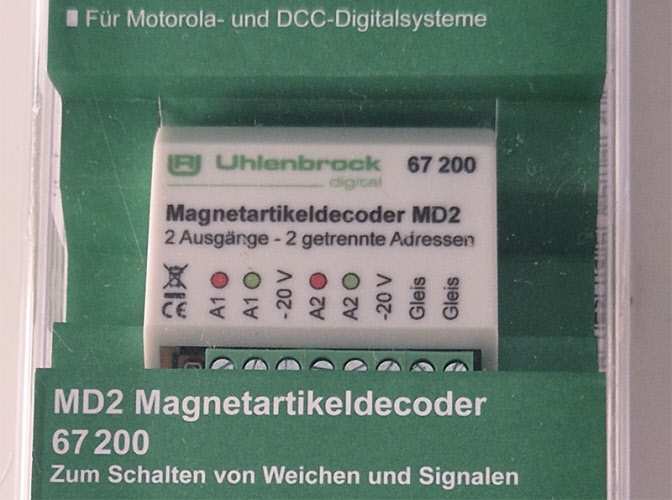 Für Motorola- und DCC-Digitalsysteme
Uhlenbrock 67 200
digital
Magnetartikeldecoder MD2
2 Ausgänge - 2 getrennte Adressen
CE A1 A1 -20 V A2 A2 -20 V Gleis Gleis
MD2 Magnetartikeldecoder
67 200
Zum Schalten von Weichen und Signalen